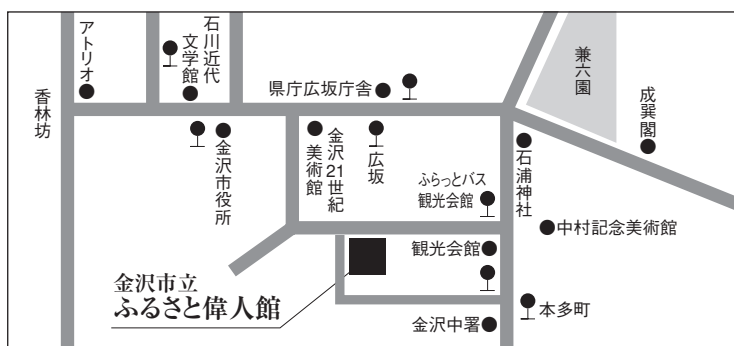 香林坊
アトリオ
石川近代
文学館
県庁広坂庁舎
兼六園
成巽閣
金沢市役所
金沢21世紀
美術館
広坂
ふらっとバス
観光会館
石浦神社
中村記念美術館
観光会館
金沢市立
ふるさと偉人館
本多町
金沢中署